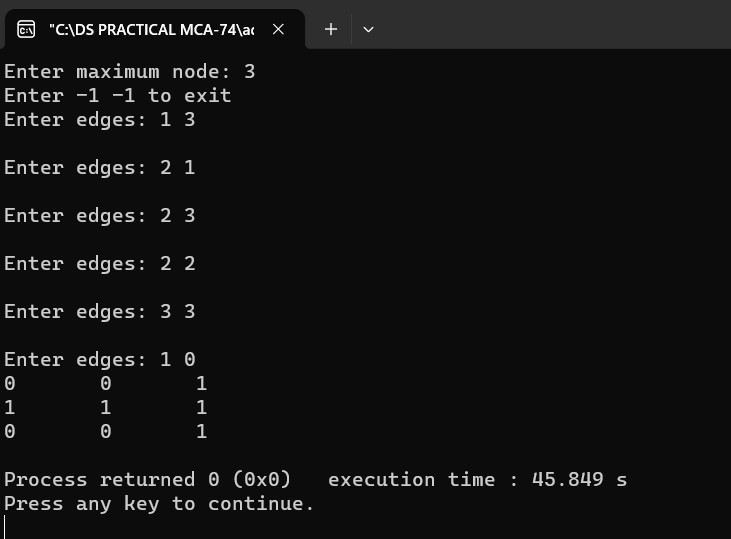 "C:\DS PRACTICAL MCA-74\ac
Enter maximum node: 3
Enter -1 -1 to exit
Enter edges: 1 3
Enter edges: 2 1
Enter edges: 2 3
Enter edges: 2 2
Enter edges: 3 3
Enter edges: 1 0
0 0 1
1 1 1
0 0 1
Process returned 0 (0x0) execution time : 45.849 s
Press any key to continue.